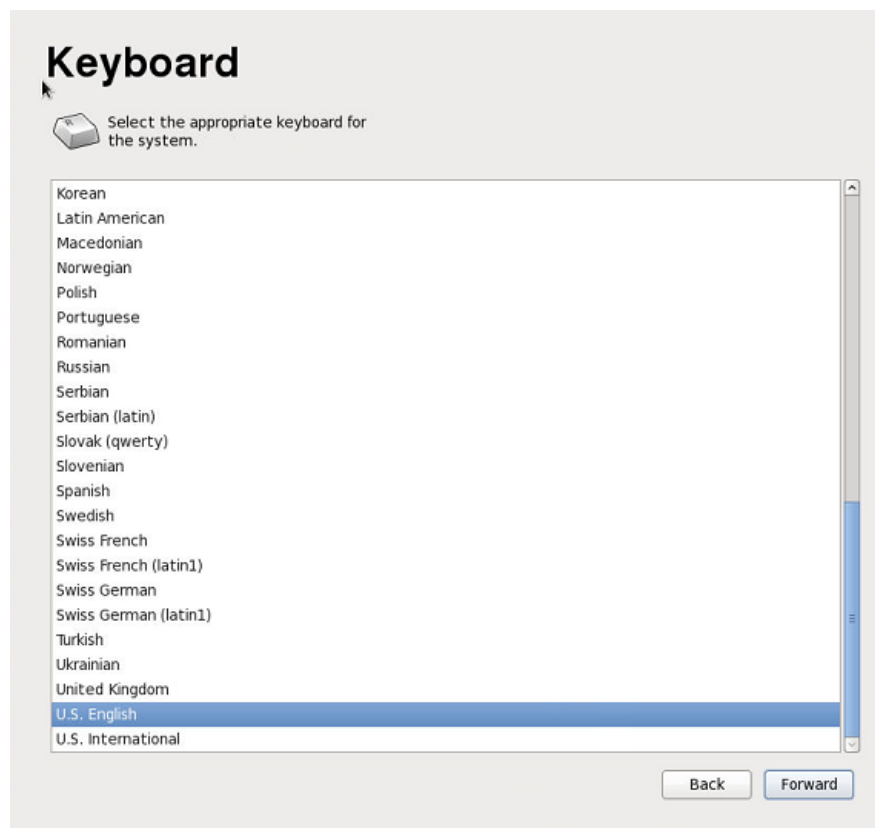 Keyboard
R
Select the appropriate keyboard for
the system.
Korean
Latin American
Macedonian
Norwegian
Polish
Portuguese
Romanian
Russian
Serbian
Serbian (latin)
Slovak (qwerty)
Slovenian
Spanish
Swedish
Swiss French
Swiss French (latin1)
Swiss German
Swiss German (latin1)
Turkish
Ukrainian
United Kingdom
U.S. English
U.S. International
Back
Forward